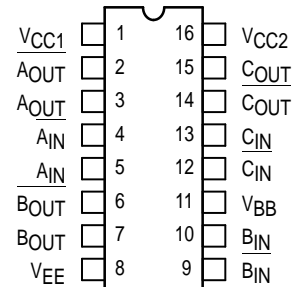 VCC1 1 16 VCC2
AOUT 2 15 COUT
AOUT 3 14 COUT
AIN 4 13 CIN
AIN 5 12 CIN
BOUT 6 11 VBB
BOUT 7 10 BIN
VEE 8 9 BIN